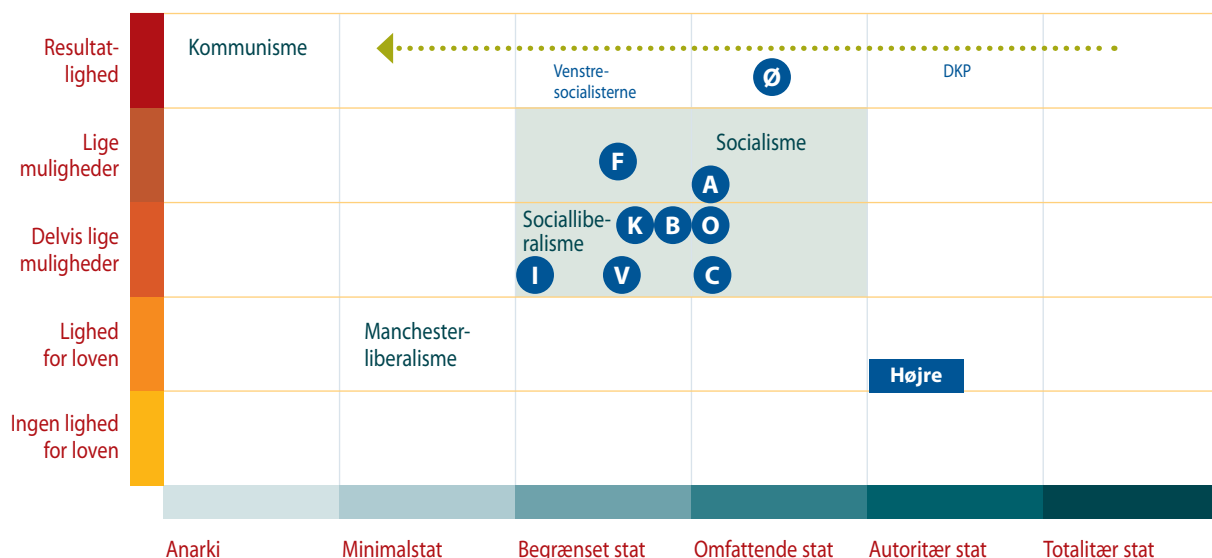 Resultat-
lighed
Kommunisme
Venstre-
socialisterne
Ø
DKP
Lige
muligheder
F
Socialisme
A
Delvis lige
muligheder
Sociallibe-
ralisme
K
B
O
I
V
C
Lighed
for loven
Manchester-
liberalisme
Højre
Ingen lighed
for loven
Anarki
Minimalstat
Begrænset stat
Omfattende stat
Autoritær stat
Totalitær stat